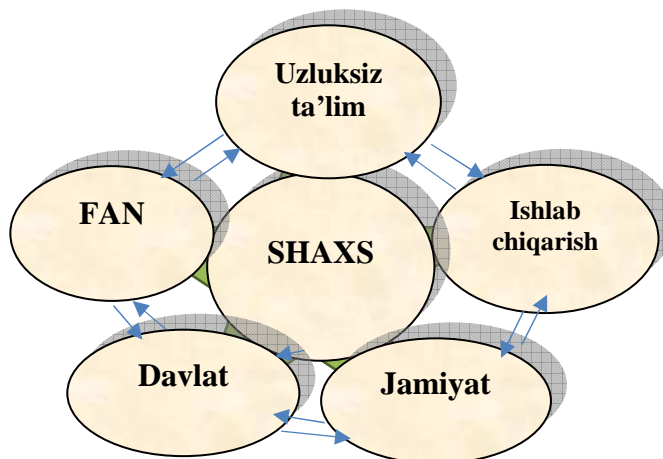 Uzluksiz
ta’lim
FAN
SHAXS
Ishlab
chiqarish
Davlat
Jamiyat